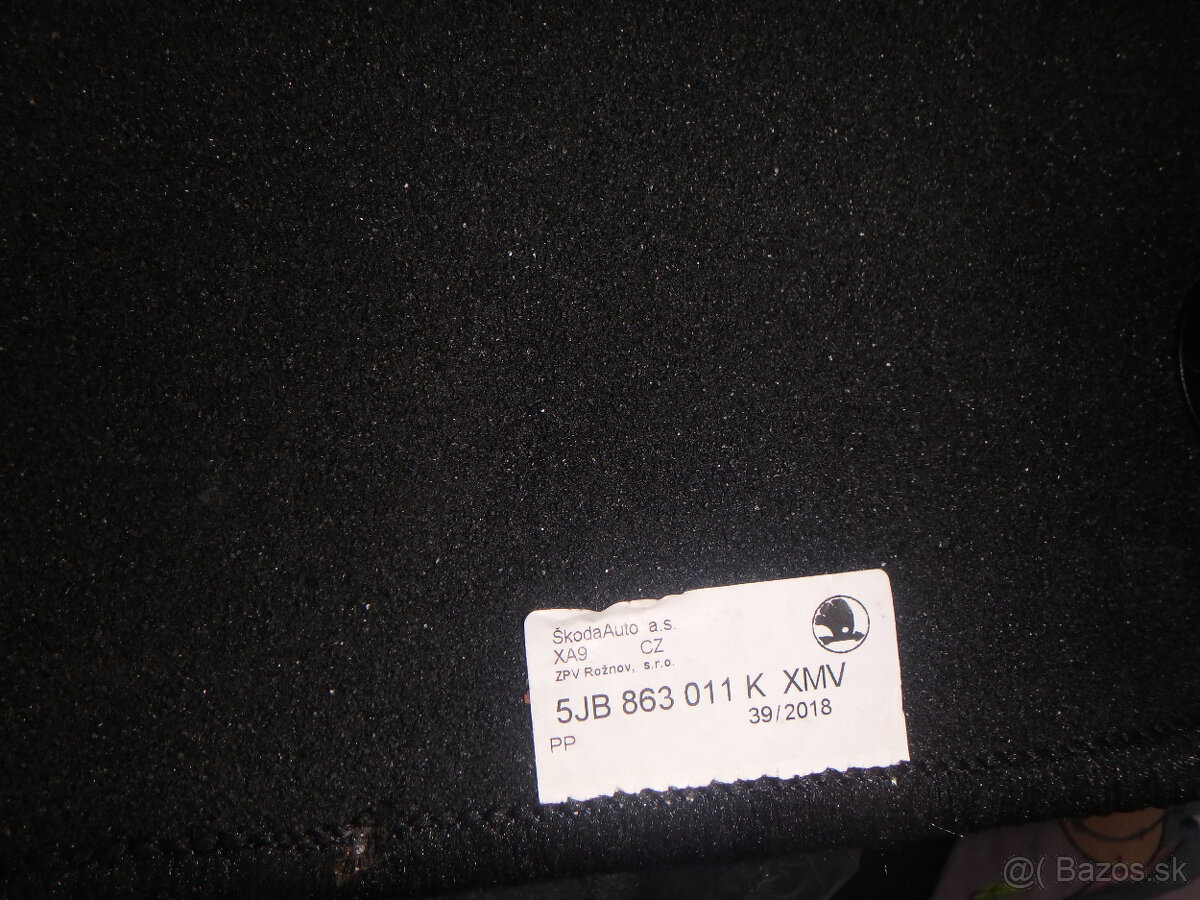 ŠkodaAuto a.s.
XA9 CZ
ZPV Rožnov, s.r.o.
5JB 863 011 K XMV
39/2018
PP
@( Bazos.sk